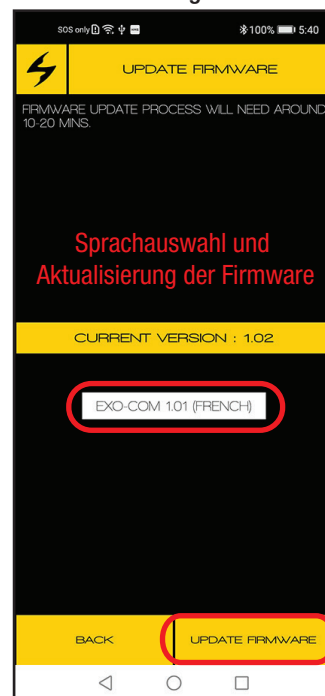 SOS only
100%
5:40
UPDATE FIRMWARE
FIRMWARE UPDATE PROCESS WILL NEED AROUND
10-20 MINS.
Sprachauswahl und
Aktualisierung der Firmware
CURRENT VERSION : 1.02
EXO-COM 1.01 (FRENCH)
BACK
UPDATE FIRMWARE